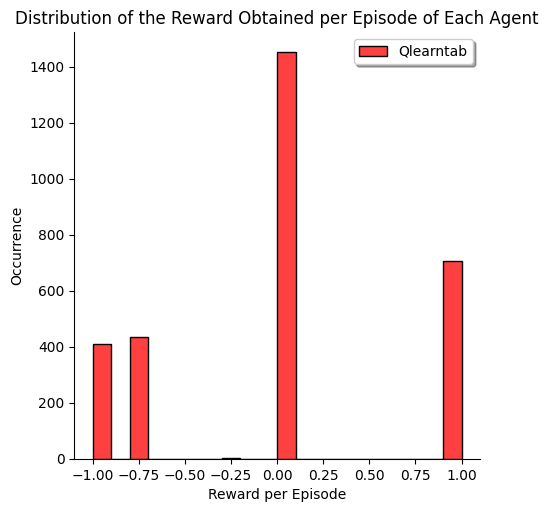 Distribution of the Reward Obtained per Episode of Each Agent
Qlearntab
1400
1200
1000
800
600
400
200
0
Occurrence
−1.00 −0.75 −0.50 −0.25 0.00 0.25 0.50 0.75 1.00
Reward per Episode